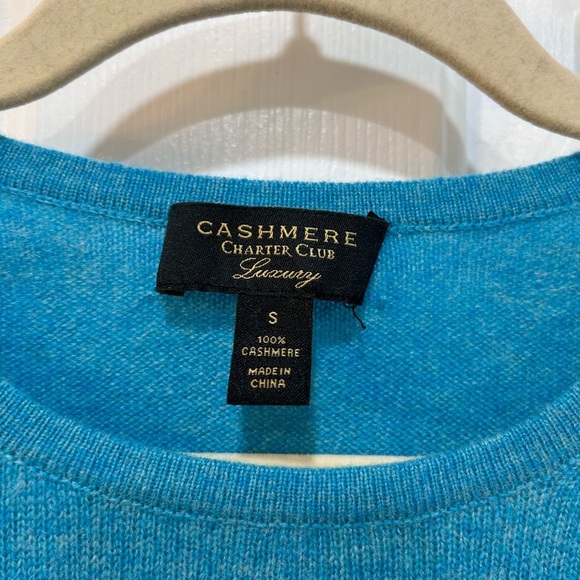 CASHMERE
CHARTER CLUB
Luxury
S
100%
CASHMERE
MADE IN
CHINA